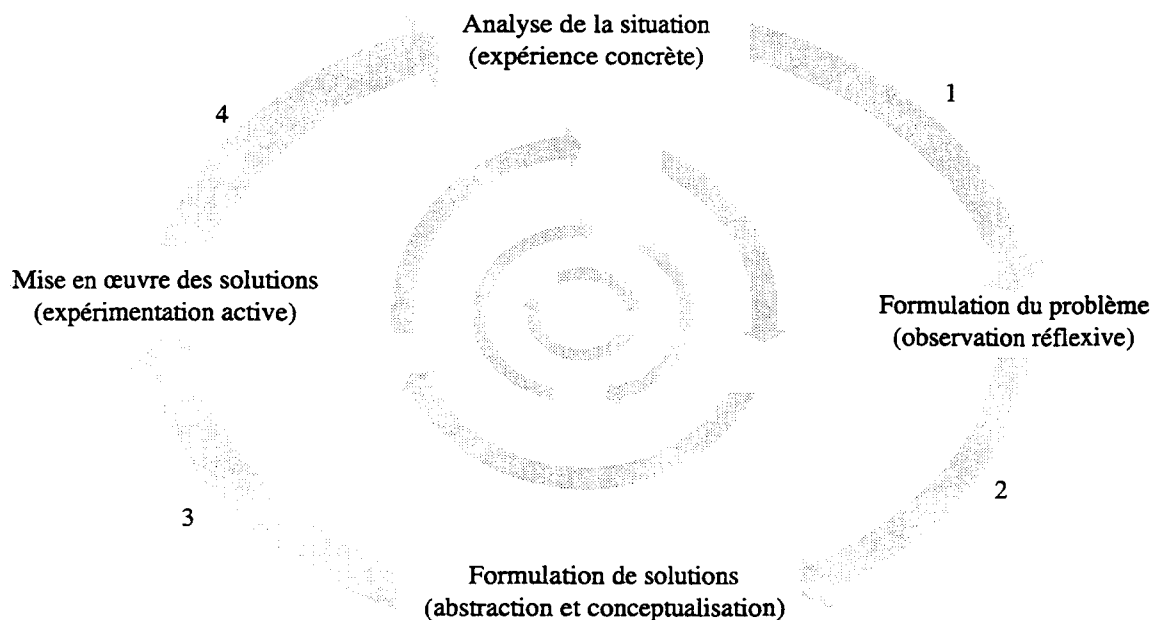 Analyse de la situation
(expérience concrète)
1
4
Mise en œuvre des solutions
(expérimentation active)
Formulation du problème
(observation réflexive)
2
3
Formulation de solutions
(abstraction et conceptualisation)